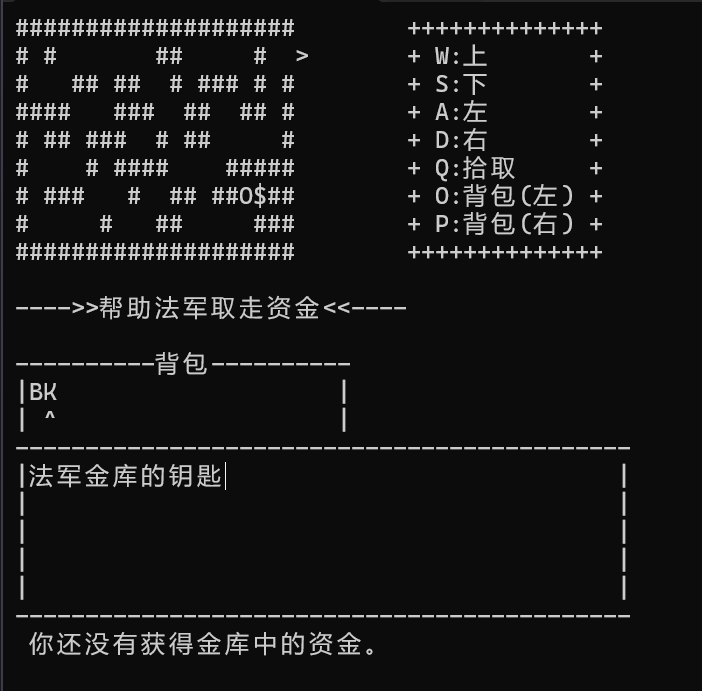 ####################        ++++++++++++++
# #       ##     #  >       + W:上       +
#   ## ##  # ### # #        + S:下       +
####   ###  ##  ## #        + A:左       +
# ## ###  # ##     #        + D:右       +
#    # ####    #####        + Q:拾取     +
# ###   #  ## ##O$##        + O:背包(左) +
#     #   ##     ###        + P:背包(右) +
####################        ++++++++++++++
---->>帮助法军取走资金<<----
----------背包----------
|BK                    |
| ^                    |
--------------------------------------------
|法军金库的钥匙                            |
|                                          |
|                                          |
|                                          |
|                                          |
--------------------------------------------
你还没有获得金库中的资金。